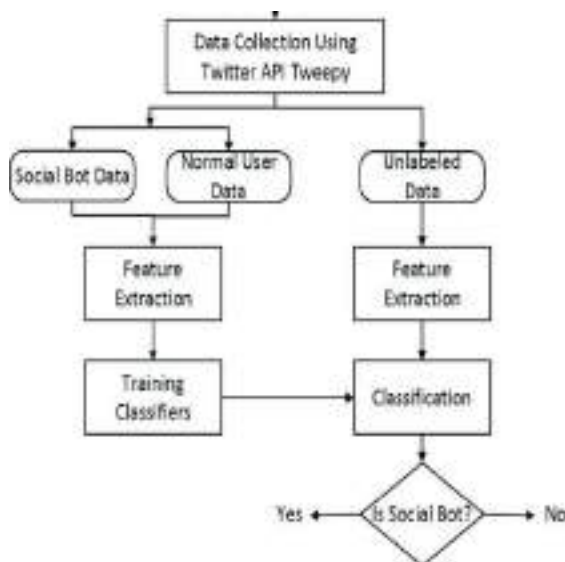 Data Collection Using
Twitter API Tweepy
Social Bot Data
Normal User
Data
Unlabeled
Data
Feature
Extraction
Feature
Extraction
Training
Classifiers
Classification
Yes
Is Social Bot?
No